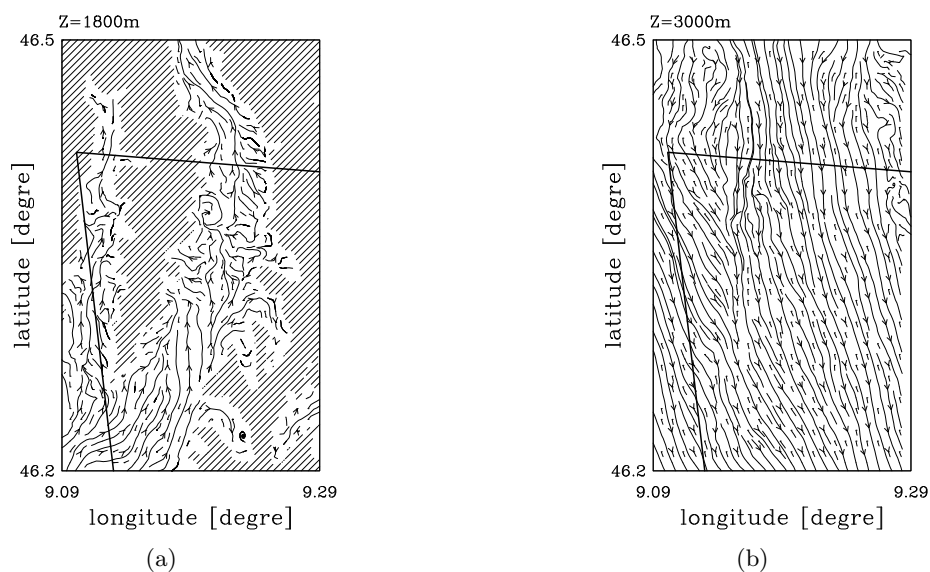 Z=1800m
46.5
latitude [degre]
46.2
9.09
9.29
longitude [degre]
(a)
Z=3000m
46.5
latitude [degre]
46.2
9.09
9.29
longitude [degre]
(b)